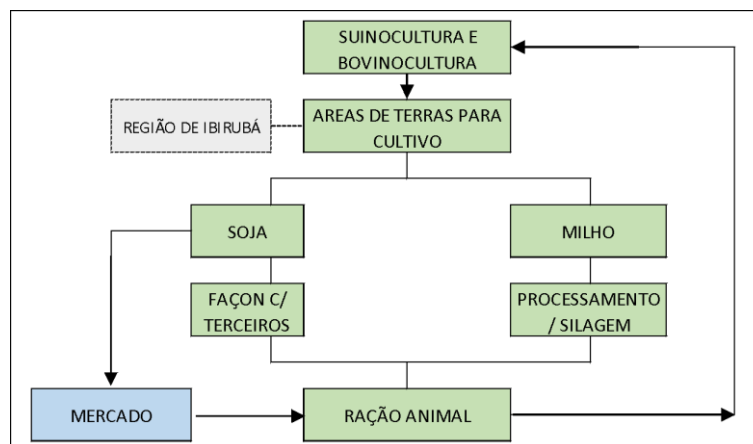 SUINOCULTURA E
BOVINOCULTURA
REGIÃO DE IBIRUBÁ
AREAS DE TERRAS PARA
CULTIVO
SOJA
MILHO
FAÇON C/
TERCEIROS
PROCESSAMENTO
/ SILAGEM
MERCADO
RAÇÃO ANIMAL